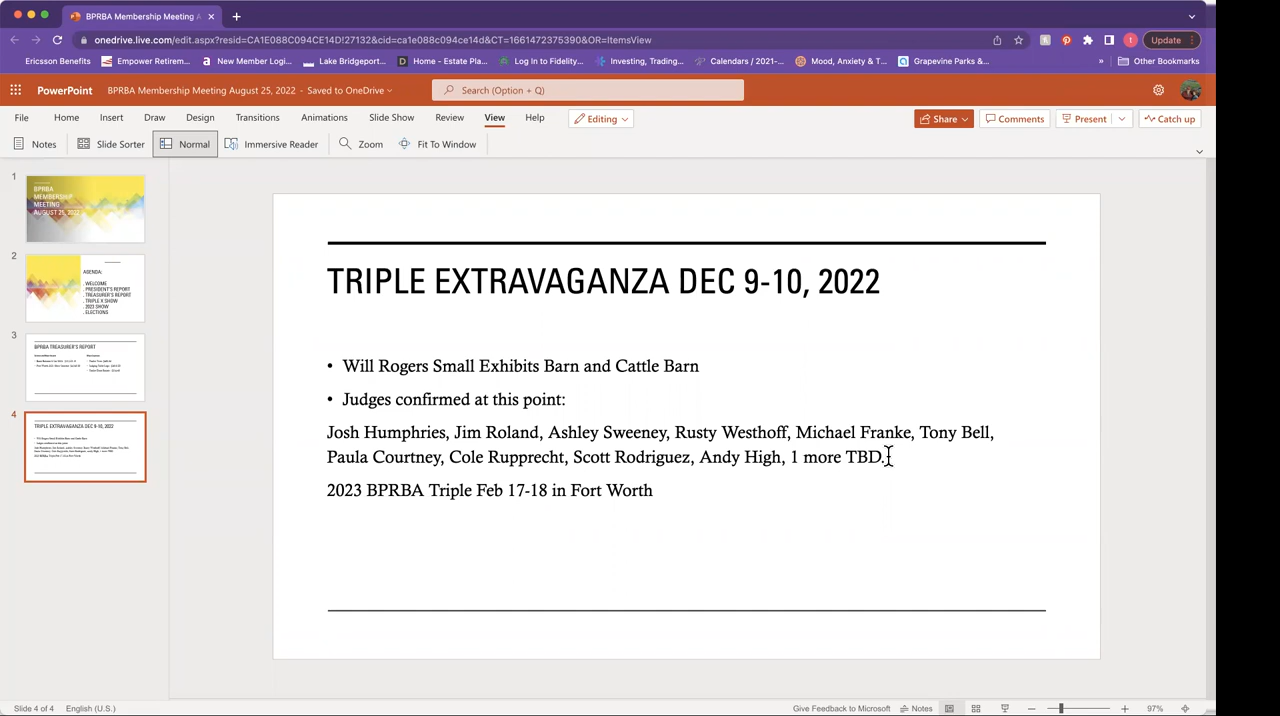 BPRBA Membership Meeting A
onedrive.live.com/edit.aspx?resid=CA1E088C094CE14D!27132&cid=ca1e088c094ce14d&CT=1661472375390&OR=ItemsView
Update
Ericsson Benefits
Empower Retirem...
New Member Logi...
Lake Bridgeport...
Home - Estate Pla...
Log In to Fidelity...
Investing, Trading...
Calendars / 2021-...
Mood, Anxiety & T...
Grapevine Parks &...
»
Other Bookmarks
PowerPoint
BPRBA Membership Meeting August 25, 2022 - Saved to OneDrive
Search (Option + Q)
File Home Insert Draw Design Transitions Animations Slide Show Review View Help
Editing
Share
Comments
Present
Catch up
Notes
Slide Sorter
Normal
Immersive Reader
Zoom
Fit To Window
1
BPRBA
MEMBERSHIP
MEETING
AUGUST 25, 2022
2
AGENDA:
WELCOME
PRESIDENT'S REPORT
TREASURER'S REPORT
TRIPLE X SHOW
2023 SHOW
ELECTIONS
3
BPRBA TREASURER'S REPORT
4
TRIPLE EXTRAVAGANZA DEC 9-10, 2022
TRIPLE EXTRAVAGANZA DEC 9-10, 2022
• Will Rogers Small Exhibits Barn and Cattle Barn
• Judges confirmed at this point:
Josh Humphries, Jim Roland, Ashley Sweeney, Rusty Westhoff, Michael Franke, Tony Bell,
Paula Courtney, Cole Rupprecht, Scott Rodriguez, Andy High, 1 more TBD.
2023 BPRBA Triple Feb 17-18 in Fort Worth
Slide 4 of 4
English (U.S.)
Give Feedback to Microsoft
Notes
97%